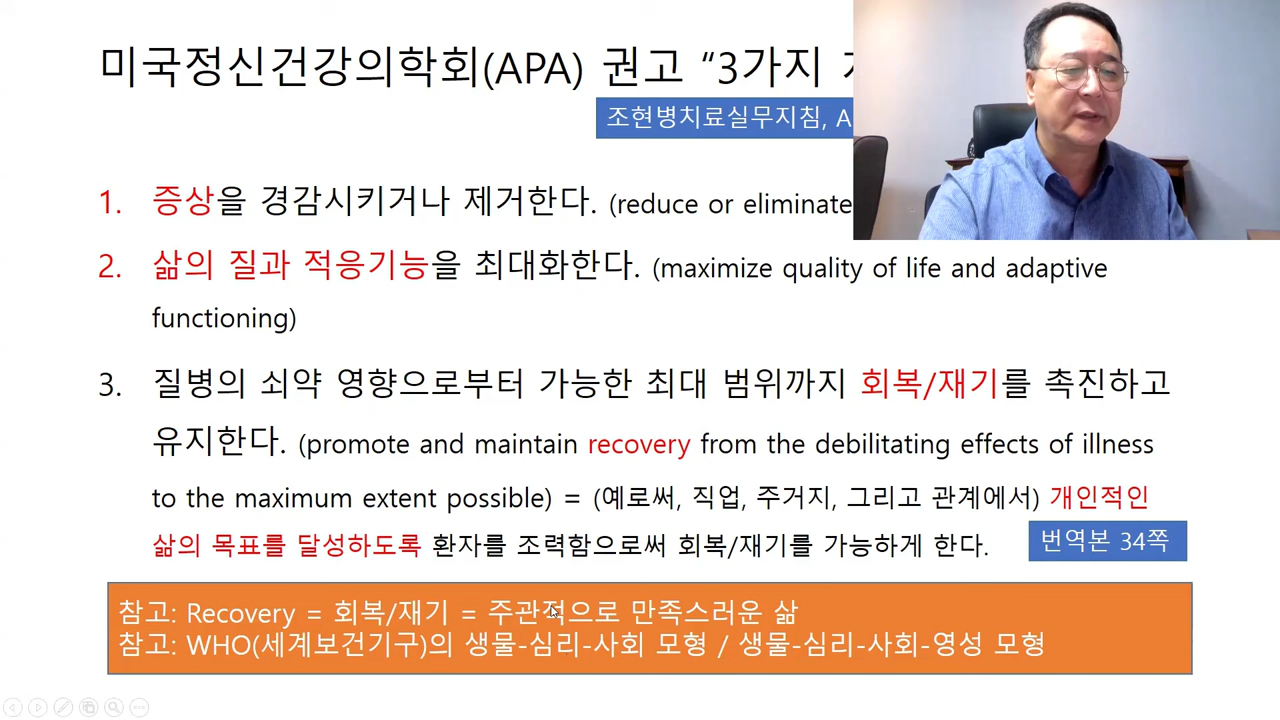 미국정신건강의학회(APA) 권고 “3가지
조현병치료실무지침, A
1. 증상을 경감시키거나 제거한다. (reduce or eliminate
2. 삶의 질과 적응기능을 최대화한다. (maximize quality of life and adaptive
functioning)
3. 질병의 쇠약 영향으로부터 가능한 최대 범위까지 회복/재기를 촉진하고
유지한다. (promote and maintain recovery from the debilitating effects of illness
to the maximum extent possible) = (예로써, 직업, 주거지, 그리고 관계에서) 개인적인
삶의 목표를 달성하도록 환자를 조력함으로써 회복/재기를 가능하게 한다.
번역본 34쪽
참고: Recovery = 회복/재기 = 주관적으로 만족스러운 삶
참고: WHO(세계보건기구)의 생물-심리-사회 모형 / 생물-심리-사회-영성 모형